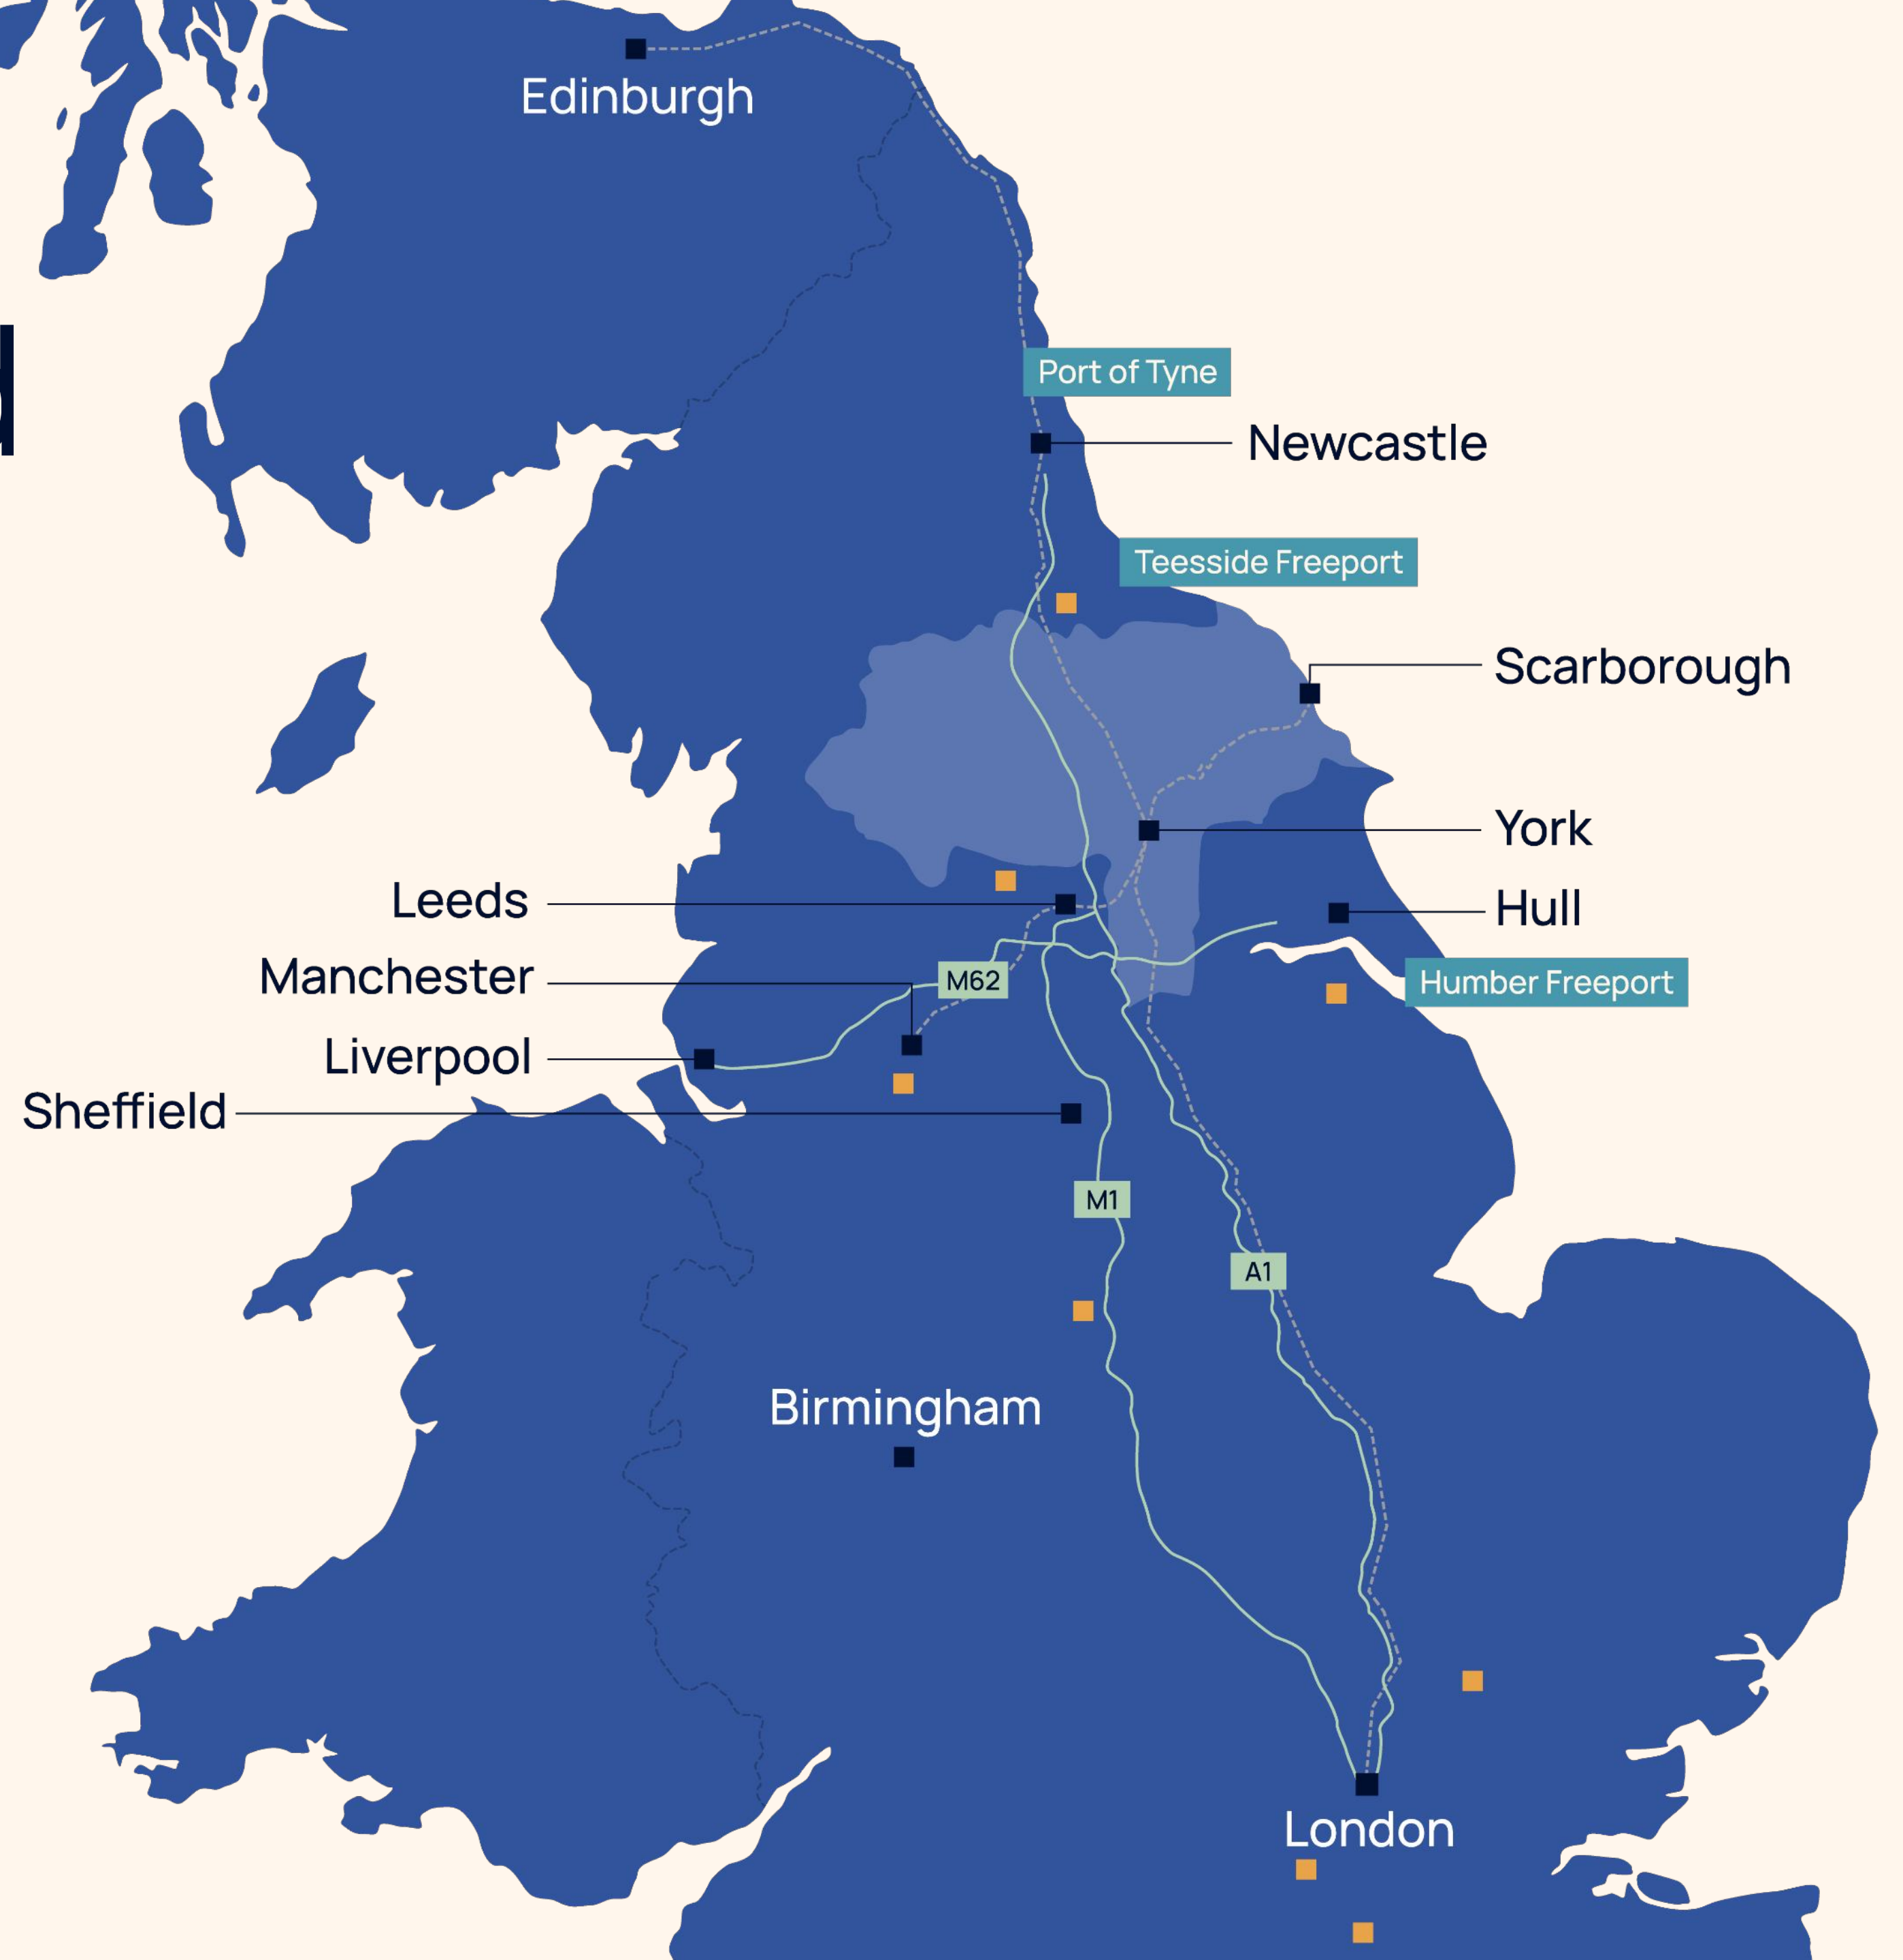 Edinburgh
Port of Tyne
Newcastle
Teesside Freeport
Scarborough
York
Leeds
Hull
Manchester
M62
Humber Freeport
Liverpool
Sheffield
M1
A1
Birmingham
London